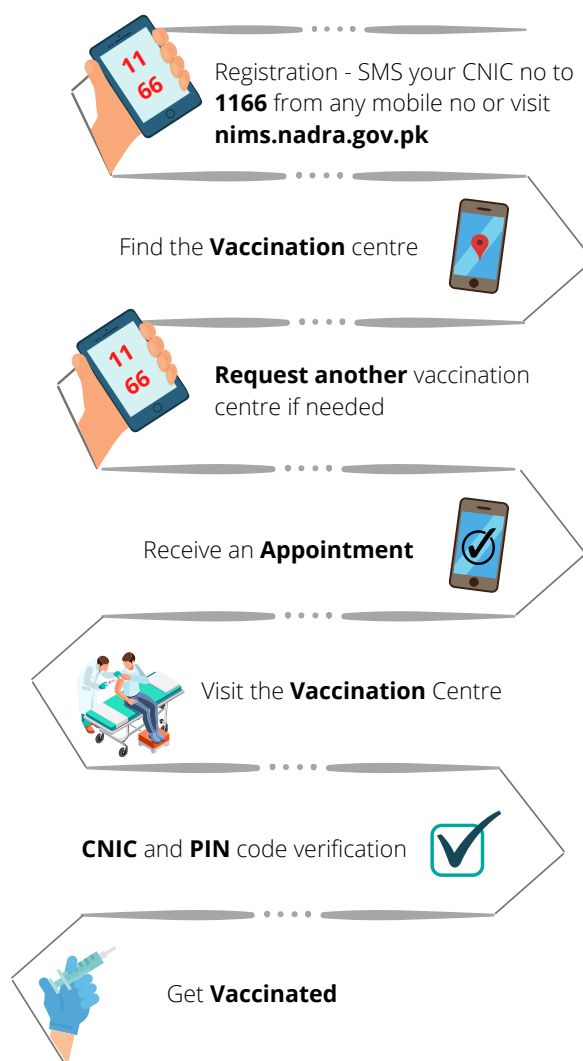 11
66
Registration - SMS your CNIC no to
1166 from any mobile no or visit
nims.nadra.gov.pk
Find the Vaccination centre
11
66
Request another vaccination
centre if needed
Receive an Appointment
Visit the Vaccination Centre
CNIC and PIN code verification
Get Vaccinated